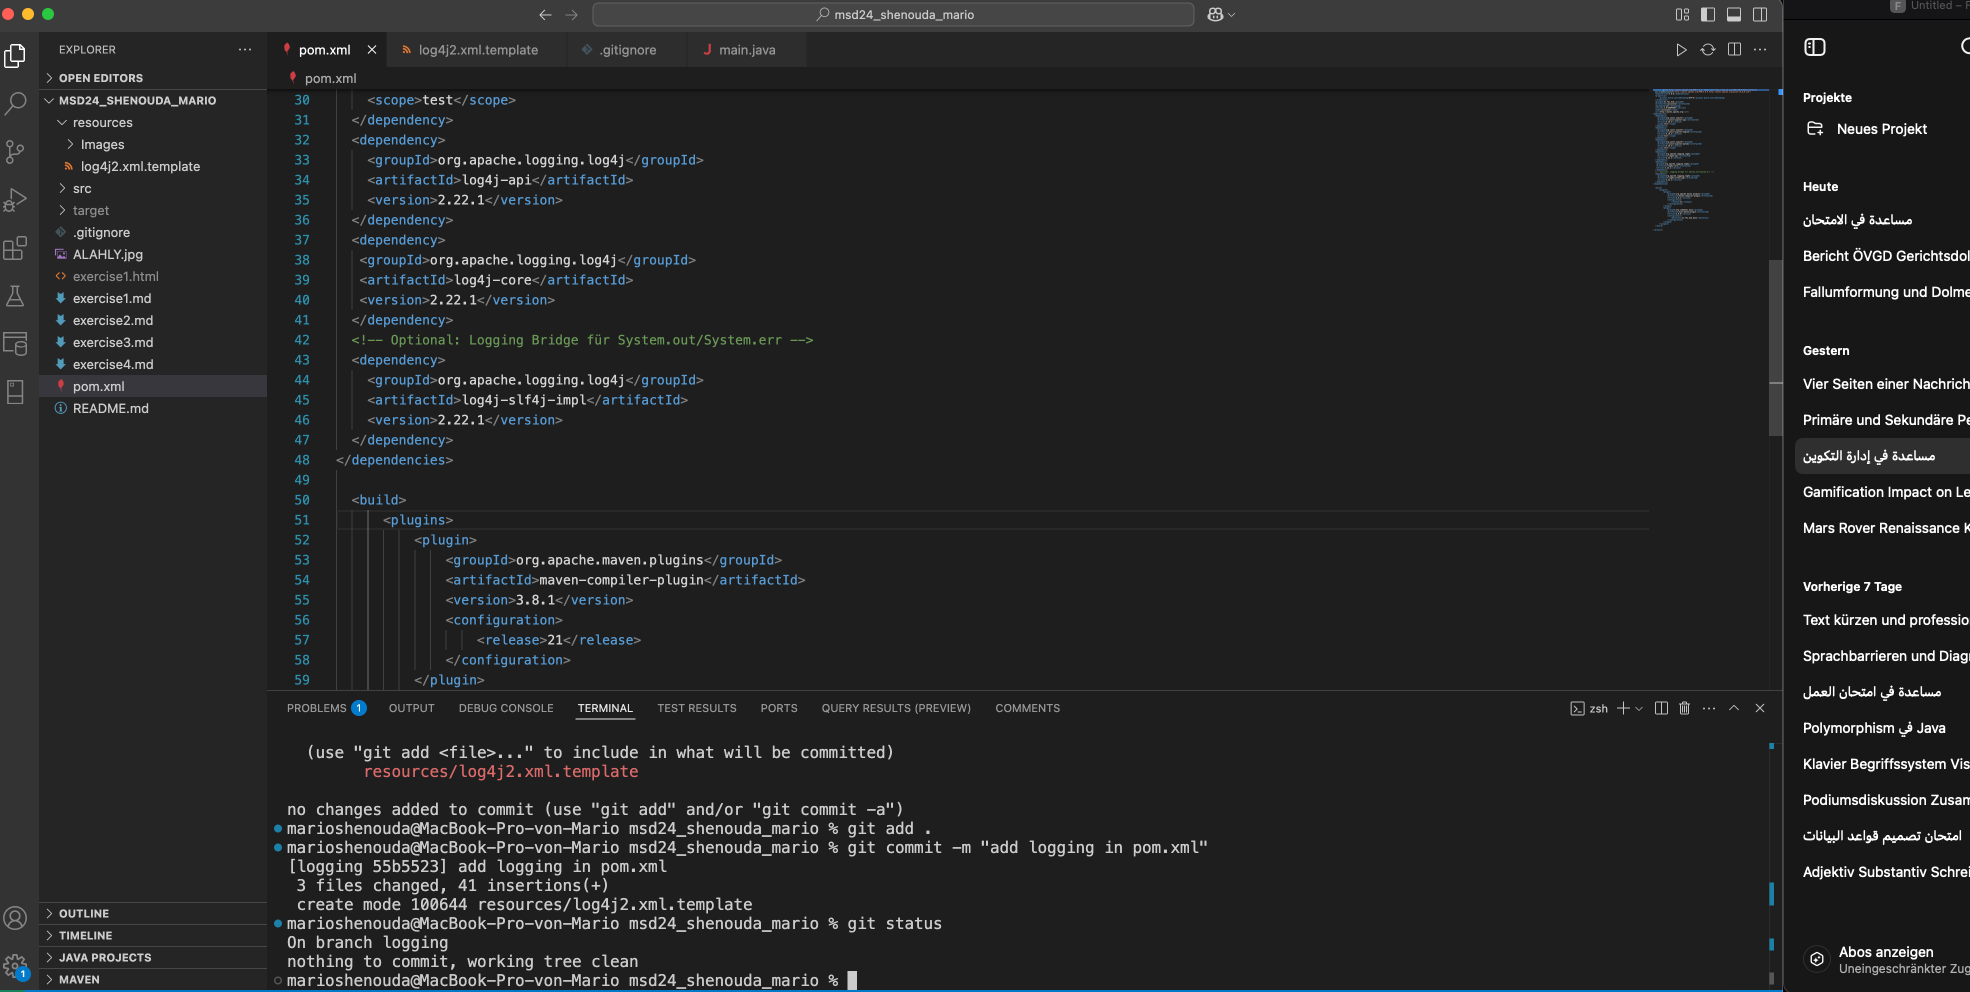 msd24_shenouda_mario
Untitled
EXPLORER
OPEN EDITORS
MSD24_SHENOUDA_MARIO
resources
Images
log4j2.xml.template
src
target
.gitignore
ALAHLY.jpg
exercise1.html
exercise1.md
exercise2.md
exercise3.md
exercise4.md
pom.xml
README.md
OUTLINE
TIMELINE
JAVA PROJECTS
MAVEN
1
pom.xml
log4j2.xml.template
.gitignore
J main.java
pom.xml
30 <scope>test</scope>
31 </dependency>
32 <dependency>
33 <groupId>org.apache.logging.log4j</groupId>
34 <artifactId>log4j-api</artifactId>
35 <version>2.22.1</version>
36 </dependency>
37 <dependency>
38 <groupId>org.apache.logging.log4j</groupId>
39 <artifactId>log4j-core</artifactId>
40 <version>2.22.1</version>
41 </dependency>
42 <!-- Optional: Logging Bridge für System.out/System.err -->
43 <dependency>
44 <groupId>org.apache.logging.log4j</groupId>
45 <artifactId>log4j-slf4j-impl</artifactId>
46 <version>2.22.1</version>
47 </dependency>
48 </dependencies>
49
50 <build>
51 <plugins>
52 <plugin>
53 <groupId>org.apache.maven.plugins</groupId>
54 <artifactId>maven-compiler-plugin</artifactId>
55 <version>3.8.1</version>
56 <configuration>
57 <release>21</release>
58 </configuration>
59 </plugin>
PROBLEMS 1 OUTPUT DEBUG CONSOLE TERMINAL TEST RESULTS PORTS QUERY RESULTS (PREVIEW) COMMENTS
zsh
(use "git add <file>..." to include in what will be committed)
resources/log4j2.xml.template
no changes added to commit (use "git add" and/or "git commit -a")
marioshenouda@MacBook-Pro-von-Mario msd24_shenouda_mario % git add .
marioshenouda@MacBook-Pro-von-Mario msd24_shenouda_mario % git commit -m "add logging in pom.xml"
[logging 55b5523] add logging in pom.xml
3 files changed, 41 insertions(+)
create mode 100644 resources/log4j2.xml.template
marioshenouda@MacBook-Pro-von-Mario msd24_shenouda_mario % git status
On branch logging
nothing to commit, working tree clean
marioshenouda@MacBook-Pro-von-Mario msd24_shenouda_mario %
Projekte
Neues Projekt
Heute
مساعدة في الامتحان
Bericht ÖVGD Gerichtsdol
Fallumformung und Dolme
Gestern
Vier Seiten einer Nachrich
Primäre und Sekundäre Pe
مساعدة في إدارة التكوين
Gamification Impact on Le
Mars Rover Renaissance K
Vorherige 7 Tage
Text kürzen und professio
Sprachbarrieren und Diag
مساعدة في امتحان العمل
Polymorphism في Java
Klavier Begriffssystem Vis
Podiumsdiskussion Zusam
امتحان تصميم قواعد البيانات
Adjektiv Substantiv Schrei
Abos anzeigen
Uneingeschränkter Zug